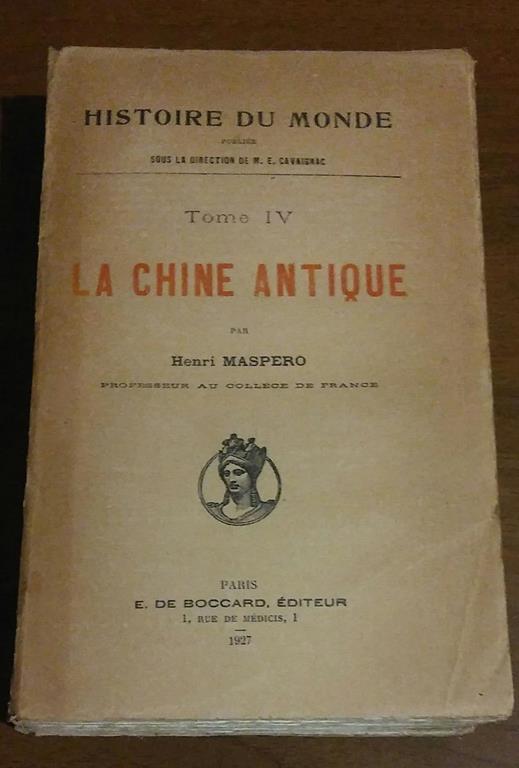 HISTOIRE DU MONDE
PUBLIÉE
SOUS LA DIRECTION DE M. E. CAVAIGNAC
Tome IV
LA CHINE ANTIQUE
PAR
Henri MASPERO
PROFESSEUR AU COLLÈGE DE FRANCE
PARIS
E. DE BOCCARD, ÉDITEUR
1, RUE DE MÉDICIS, 1
1927